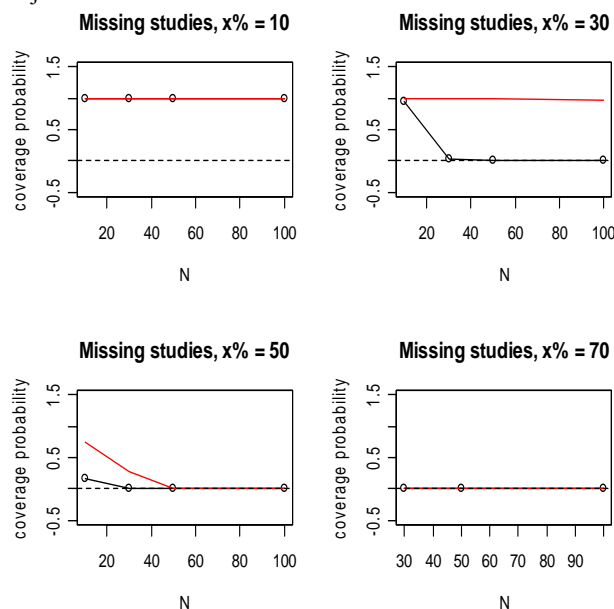 Missing studies, x% = 10
coverage probability
1.5
0.5
-0.5
20 40 60 80 100
N
Missing studies, x% = 30
coverage probability
1.5
0.5
-0.5
20 40 60 80 100
N
Missing studies, x% = 50
coverage probability
1.5
0.5
-0.5
20 40 60 80 100
N
Missing studies, x% = 70
coverage probability
1.5
0.5
-0.5
30 40 50 60 70 80 90
N